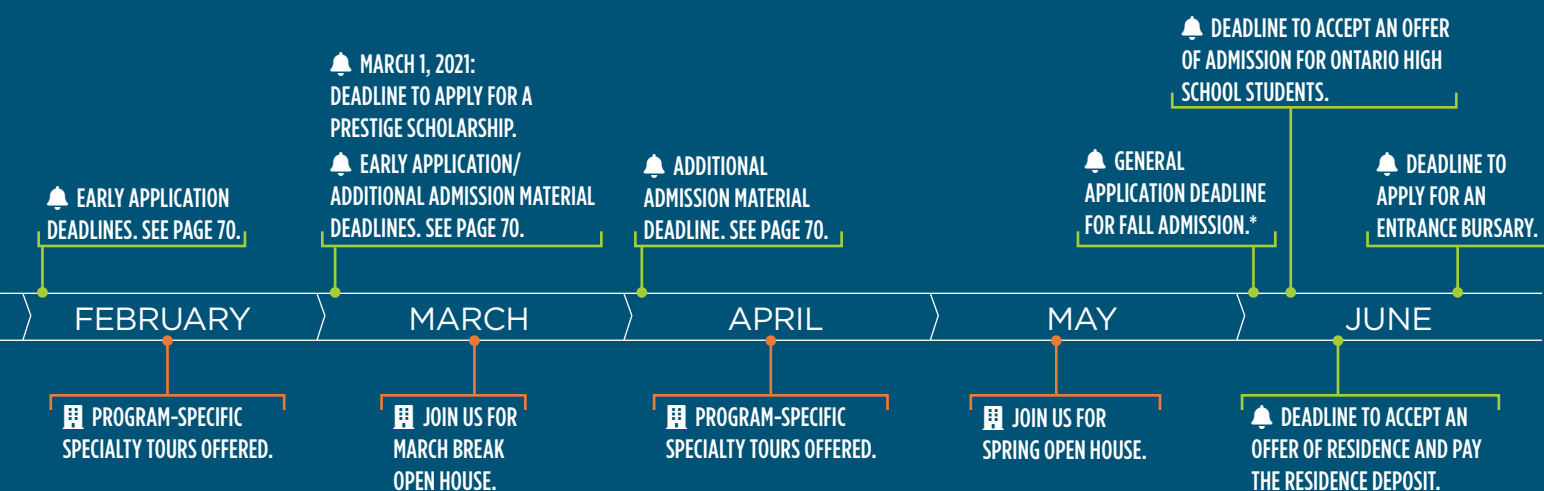 DEADLINE TO ACCEPT AN OFFER
OF ADMISSION FOR ONTARIO HIGH
SCHOOL STUDENTS.
MARCH 1, 2021:
DEADLINE TO APPLY FOR A
PRESTIGE SCHOLARSHIP.
EARLY APPLICATION/
ADDITIONAL ADMISSION MATERIAL
DEADLINES. SEE PAGE 70.
EARLY APPLICATION
DEADLINES. SEE PAGE 70.
ADDITIONAL
ADMISSION MATERIAL
DEADLINE. SEE PAGE 70.
GENERAL
APPLICATION DEADLINE
FOR FALL ADMISSION.*
DEADLINE TO
APPLY FOR AN
ENTRANCE BURSARY.
FEBRUARY
MARCH
APRIL
MAY
JUNE
PROGRAM-SPECIFIC
SPECIALTY TOURS OFFERED.
JOIN US FOR
MARCH BREAK
OPEN HOUSE.
PROGRAM-SPECIFIC
SPECIALTY TOURS OFFERED.
JOIN US FOR
SPRING OPEN HOUSE.
DEADLINE TO ACCEPT AN
OFFER OF RESIDENCE AND PAY
THE RESIDENCE DEPOSIT.